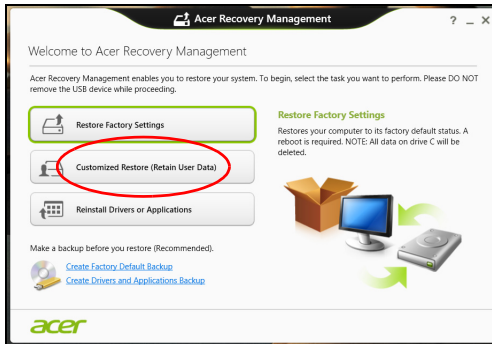 Acer Recovery Management
Welcome to Acer Recovery Management
Acer Recovery Management enables you to restore your system. To begin, select the task you want to perform. Please DO NOT
remove the USB device while proceeding.
Restore Factory Settings
Customized Restore (Retain User Data)
Reinstall Drivers or Applications
Restore Factory Settings
Restores your computer to its factory default status. A
reboot is required. NOTE: All data on drive C will be
deleted.
Make a backup before you restore (Recommended).
Create Factory Default Backup
Create Drivers and Applications Backup
acer